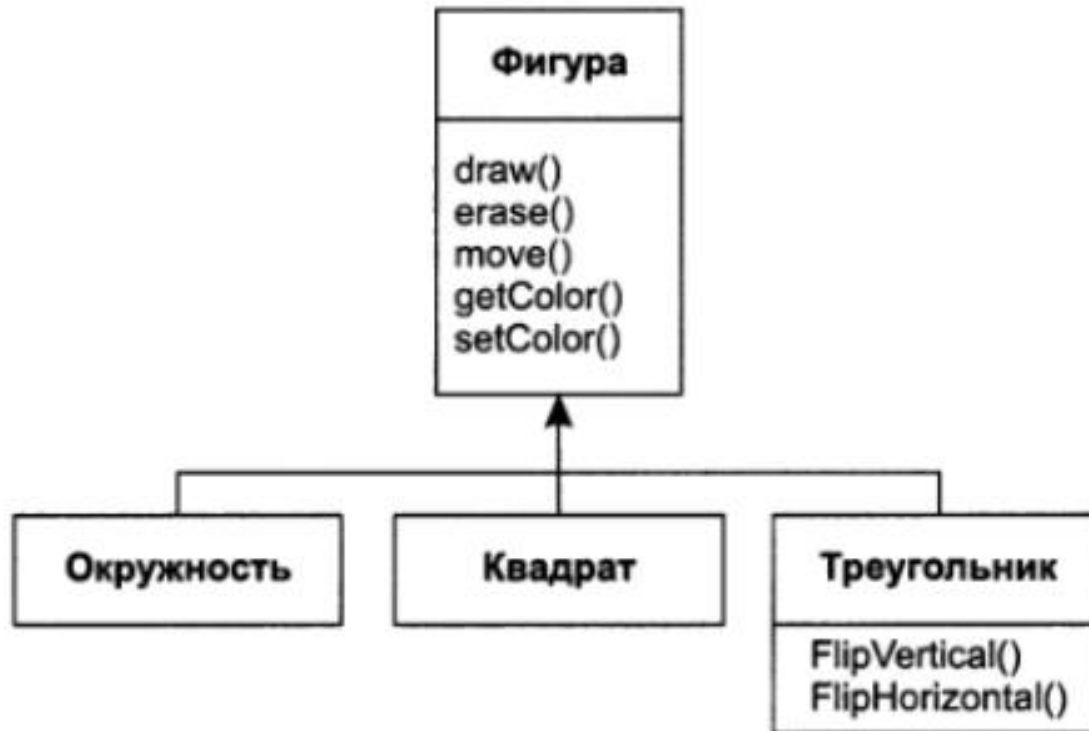 Фигура
draw()
erase()
move()
getColor()
setColor()
Окружность
Квадрат
Треугольник
FlipVertical()
FlipHorizontal()